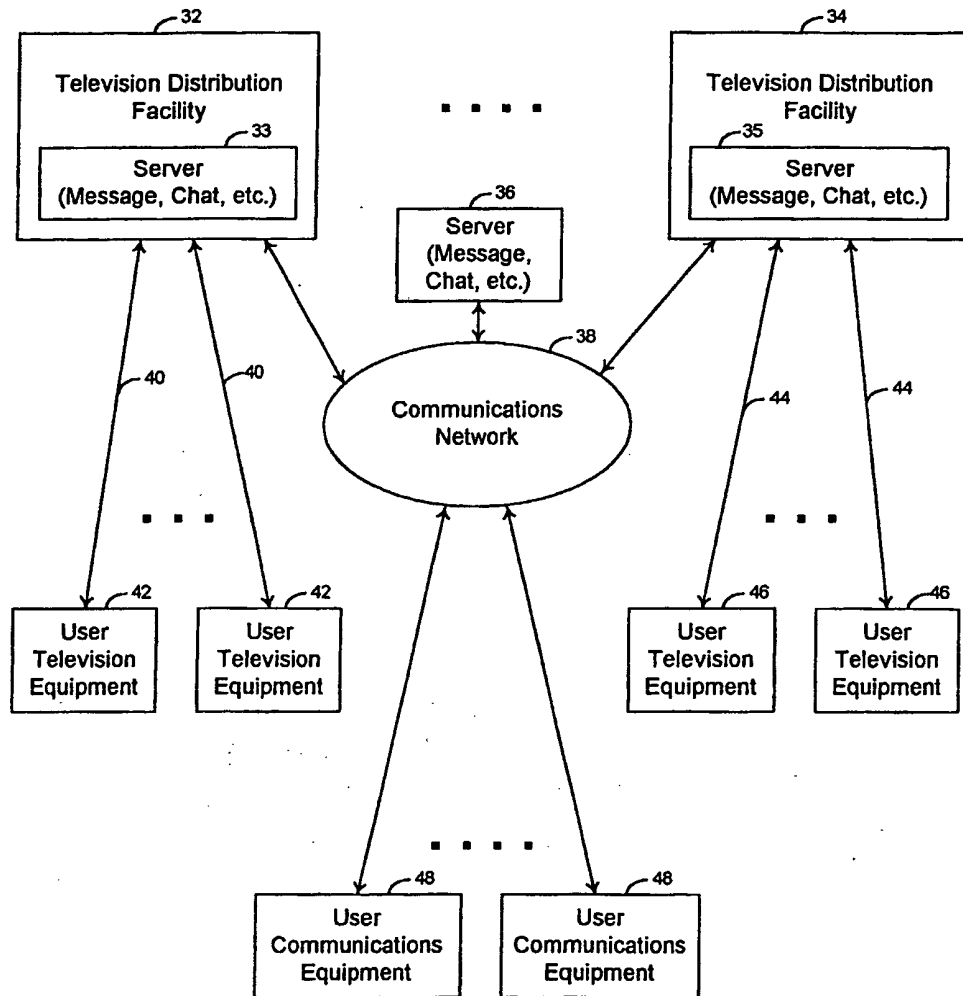 32
34
Television Distribution
Facility
33
Server
(Message, Chat, etc.)
Television Distribution
Facility
35
Server
(Message, Chat, etc.)
36
Server
(Message,
Chat, etc.)
38
Communications
Network
40
40
44
44
42
User
Television
Equipment
42
User
Television
Equipment
46
User
Television
Equipment
46
User
Television
Equipment
48
User
Communications
Equipment
48
User
Communications
Equipment